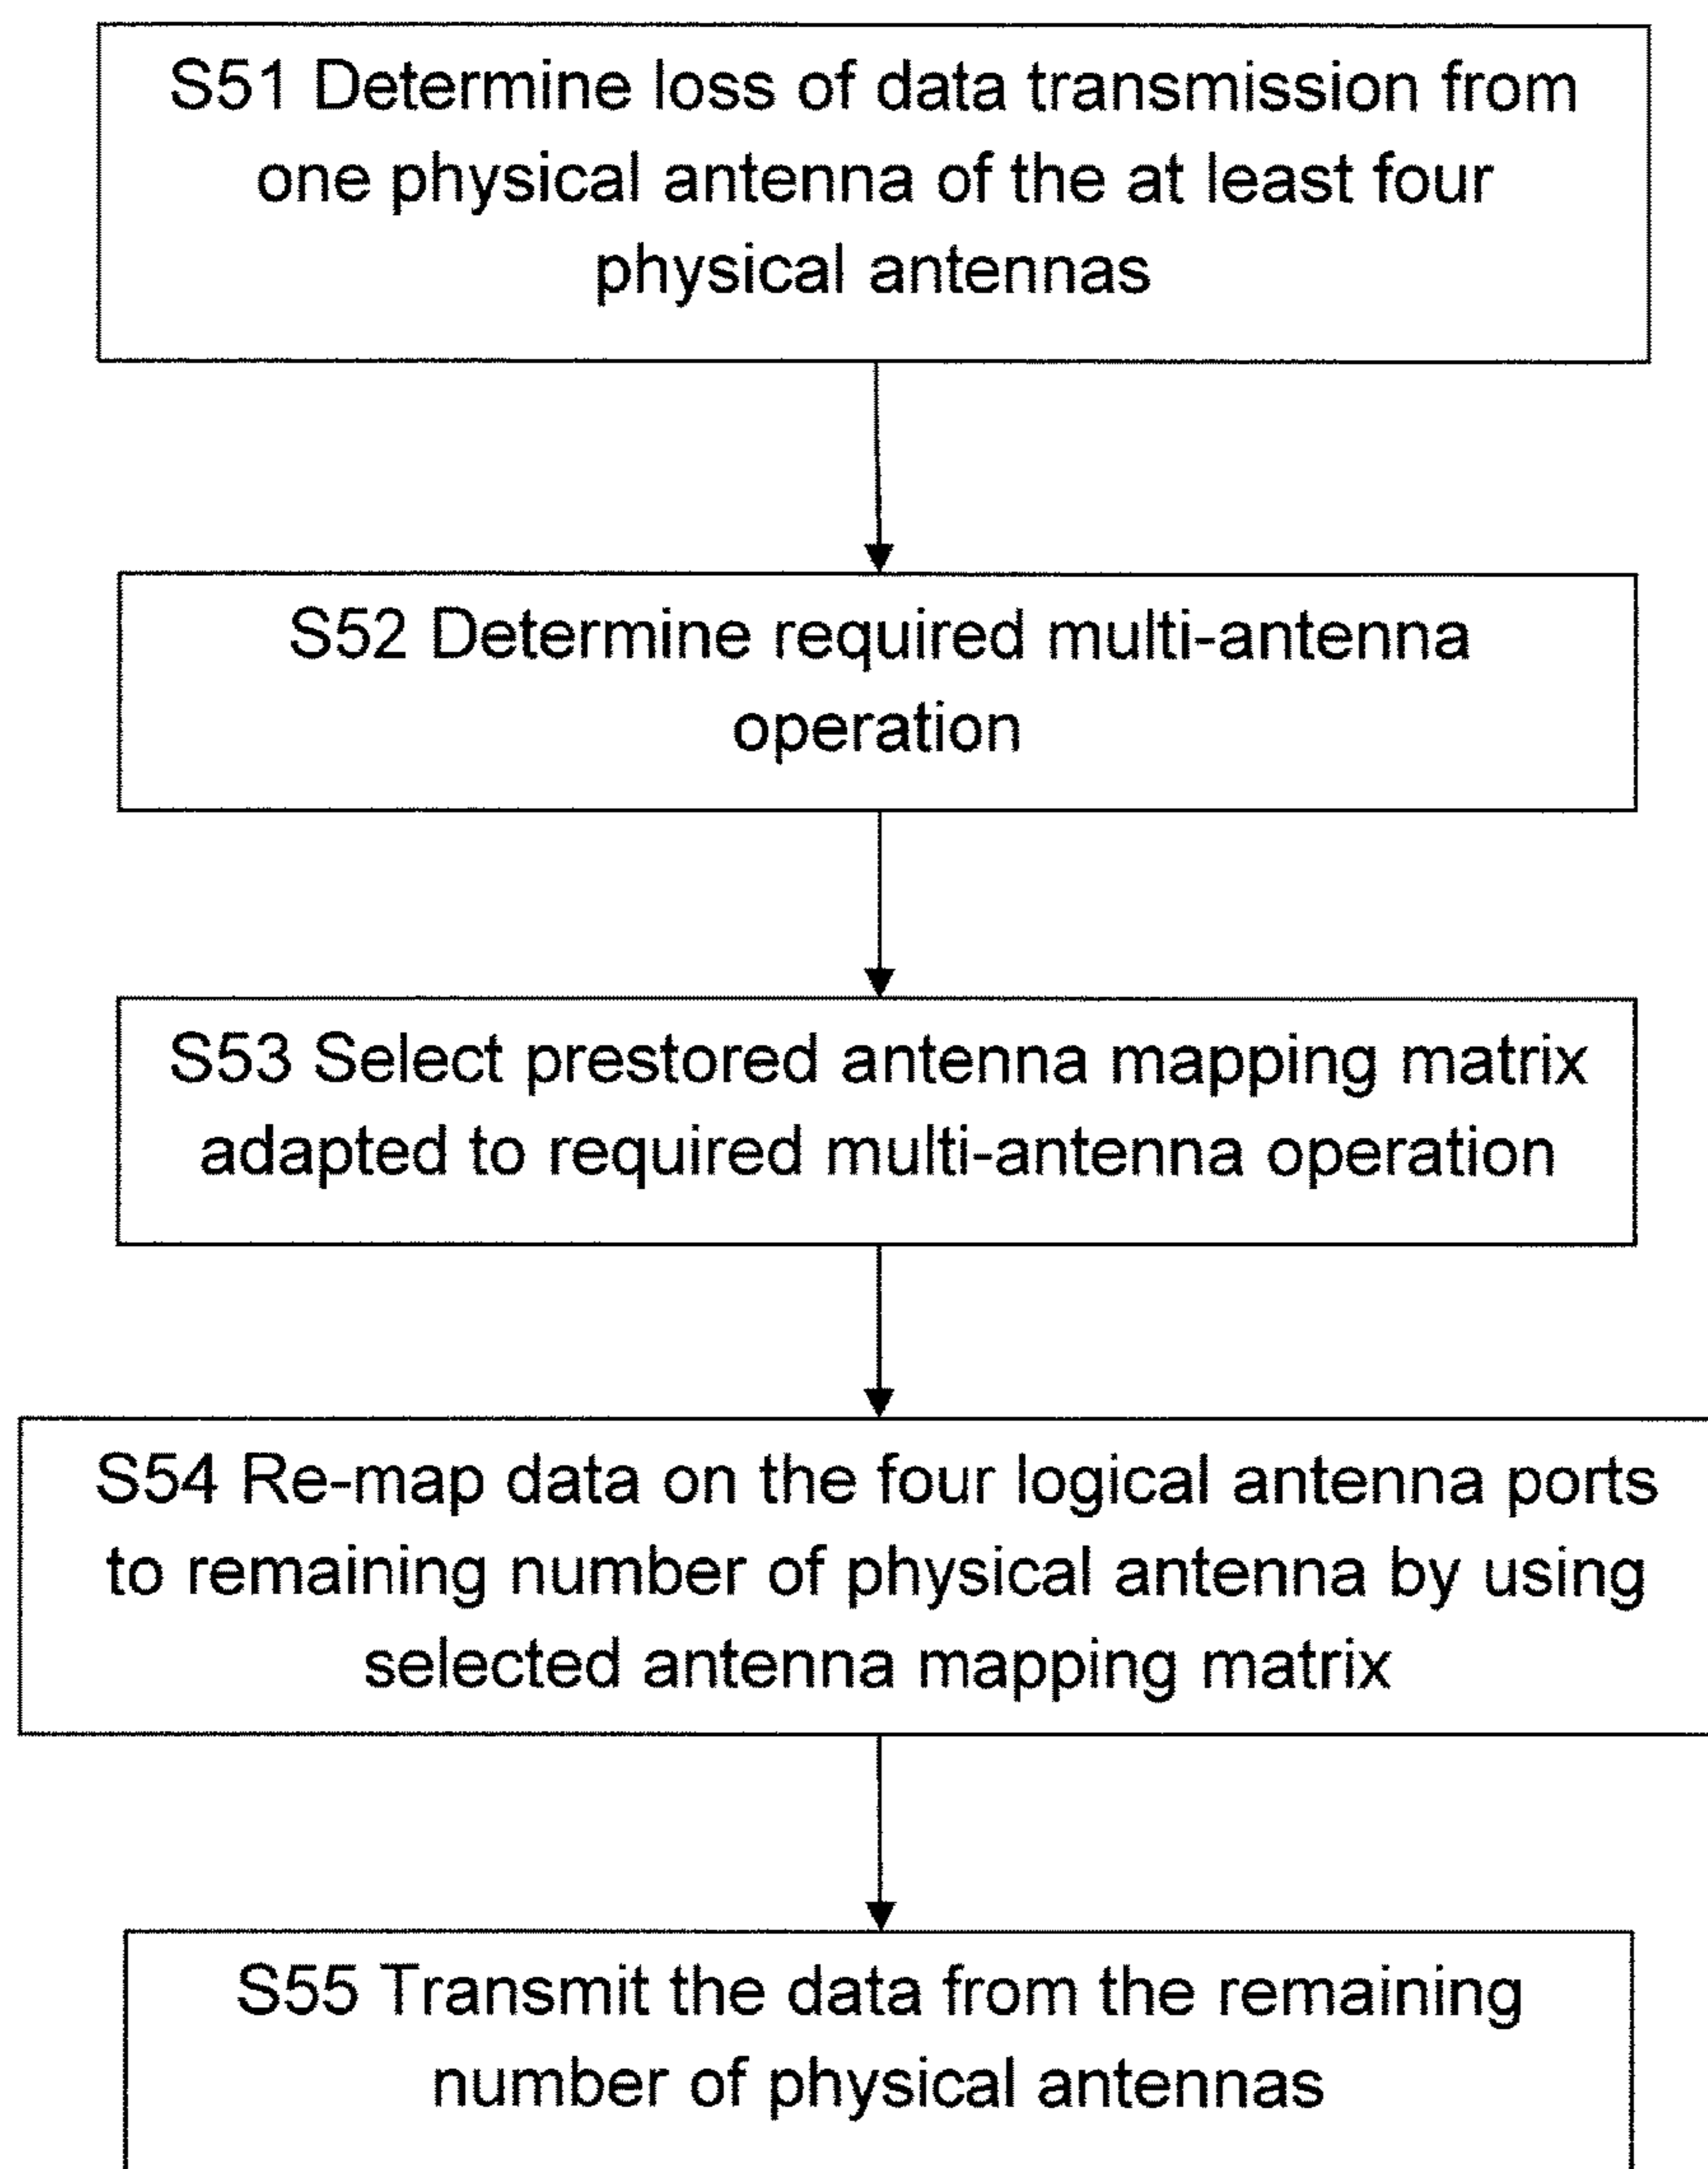 S51 Determine loss of data transmission from
one physical antenna of the at least four
physical antennas
S52 Determine required multi-antenna
operation
S53 Select prestored antenna mapping matrix
adapted to required multi-antenna operation
S54 Re-map data on the four logical antenna ports
to remaining number of physical antenna by using
selected antenna mapping matrix
S55 Transmit the data from the remaining
number of physical antennas